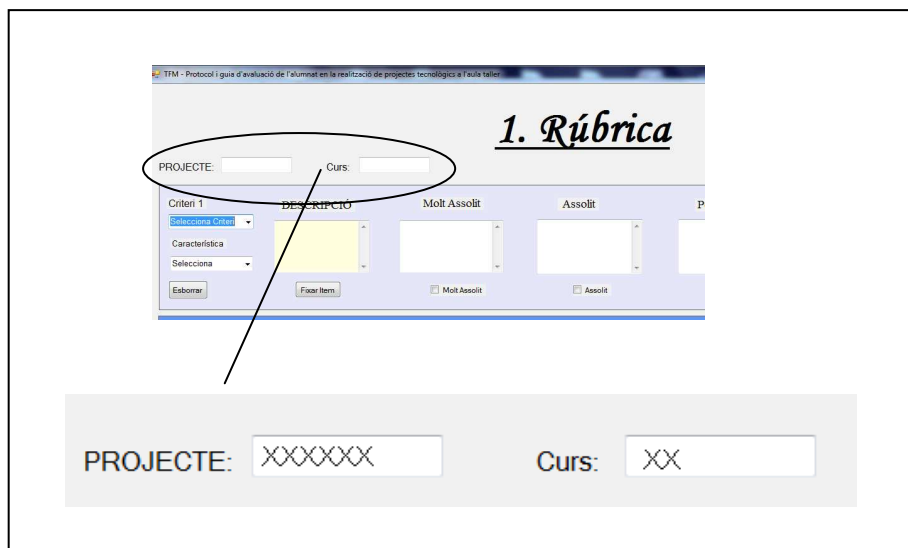 TFM - Protocol i guia d'avaluació de l'alumnat en la realització de projectes tecnològics a l'aula taller
1. Rúbrica
PROJECTE: Curs:
Criteri 1 DESCRIPCIÓ Molt Assolit Assolit P
Selecciona Criteri
Característica
Selecciona
Esborrar Fixar Item Molt Assolit Assolit
PROJECTE: XXXXXX Curs: XX